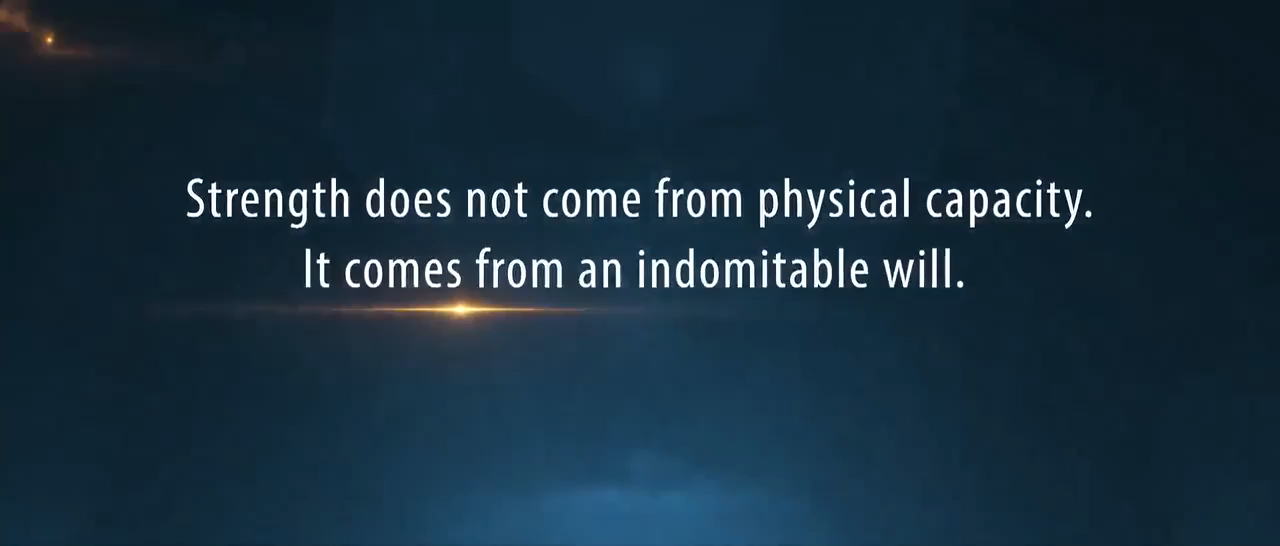 Strength does not come from physical capacity.
It comes from an indomitable will.